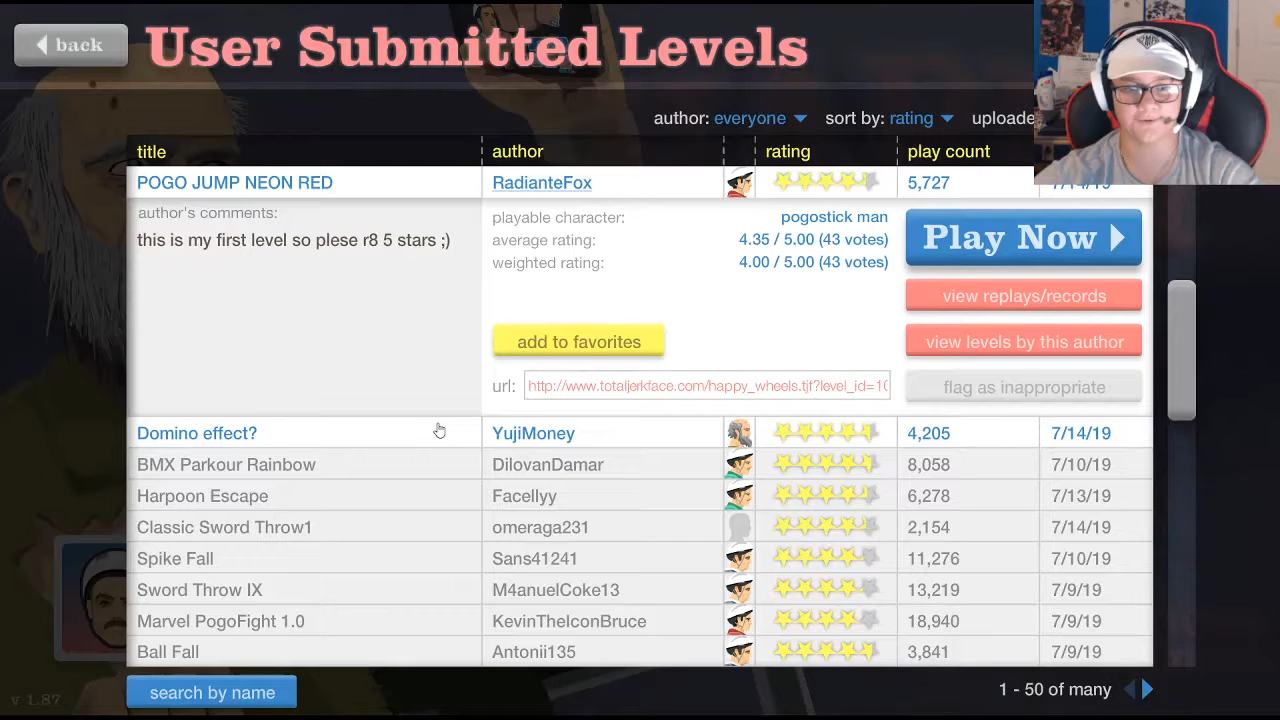 back
User Submitted Levels
author: everyone sort by: rating uploade
title author rating play count
POGO JUMP NEON RED RadianteFox 5,727
author's comments:
this is my first level so plese r8 5 stars ;)
playable character: pogostick man
average rating: 4.35 / 5.00 (43 votes)
weighted rating: 4.00 / 5.00 (43 votes)
add to favorites
url: http://www.totaljerkface.com/happy_wheels.tjf?level_id=1(
Play Now
view replays/records
view levels by this author
flag as inappropriate
Domino effect? YujiMoney 4,205 7/14/19
BMX Parkour Rainbow DilovanDamar 8,058 7/10/19
Harpoon Escape Facellyy 6,278 7/13/19
Classic Sword Throw1 omeraga231 2,154 7/14/19
Spike Fall Sans41241 11,276 7/10/19
Sword Throw IX M4anuelCoke13 13,219 7/9/19
Marvel PogoFight 1.0 KevinTheIconBruce 18,940 7/9/19
Ball Fall Antonii135 3,841 7/9/19
search by name
1 - 50 of many
v 1.87